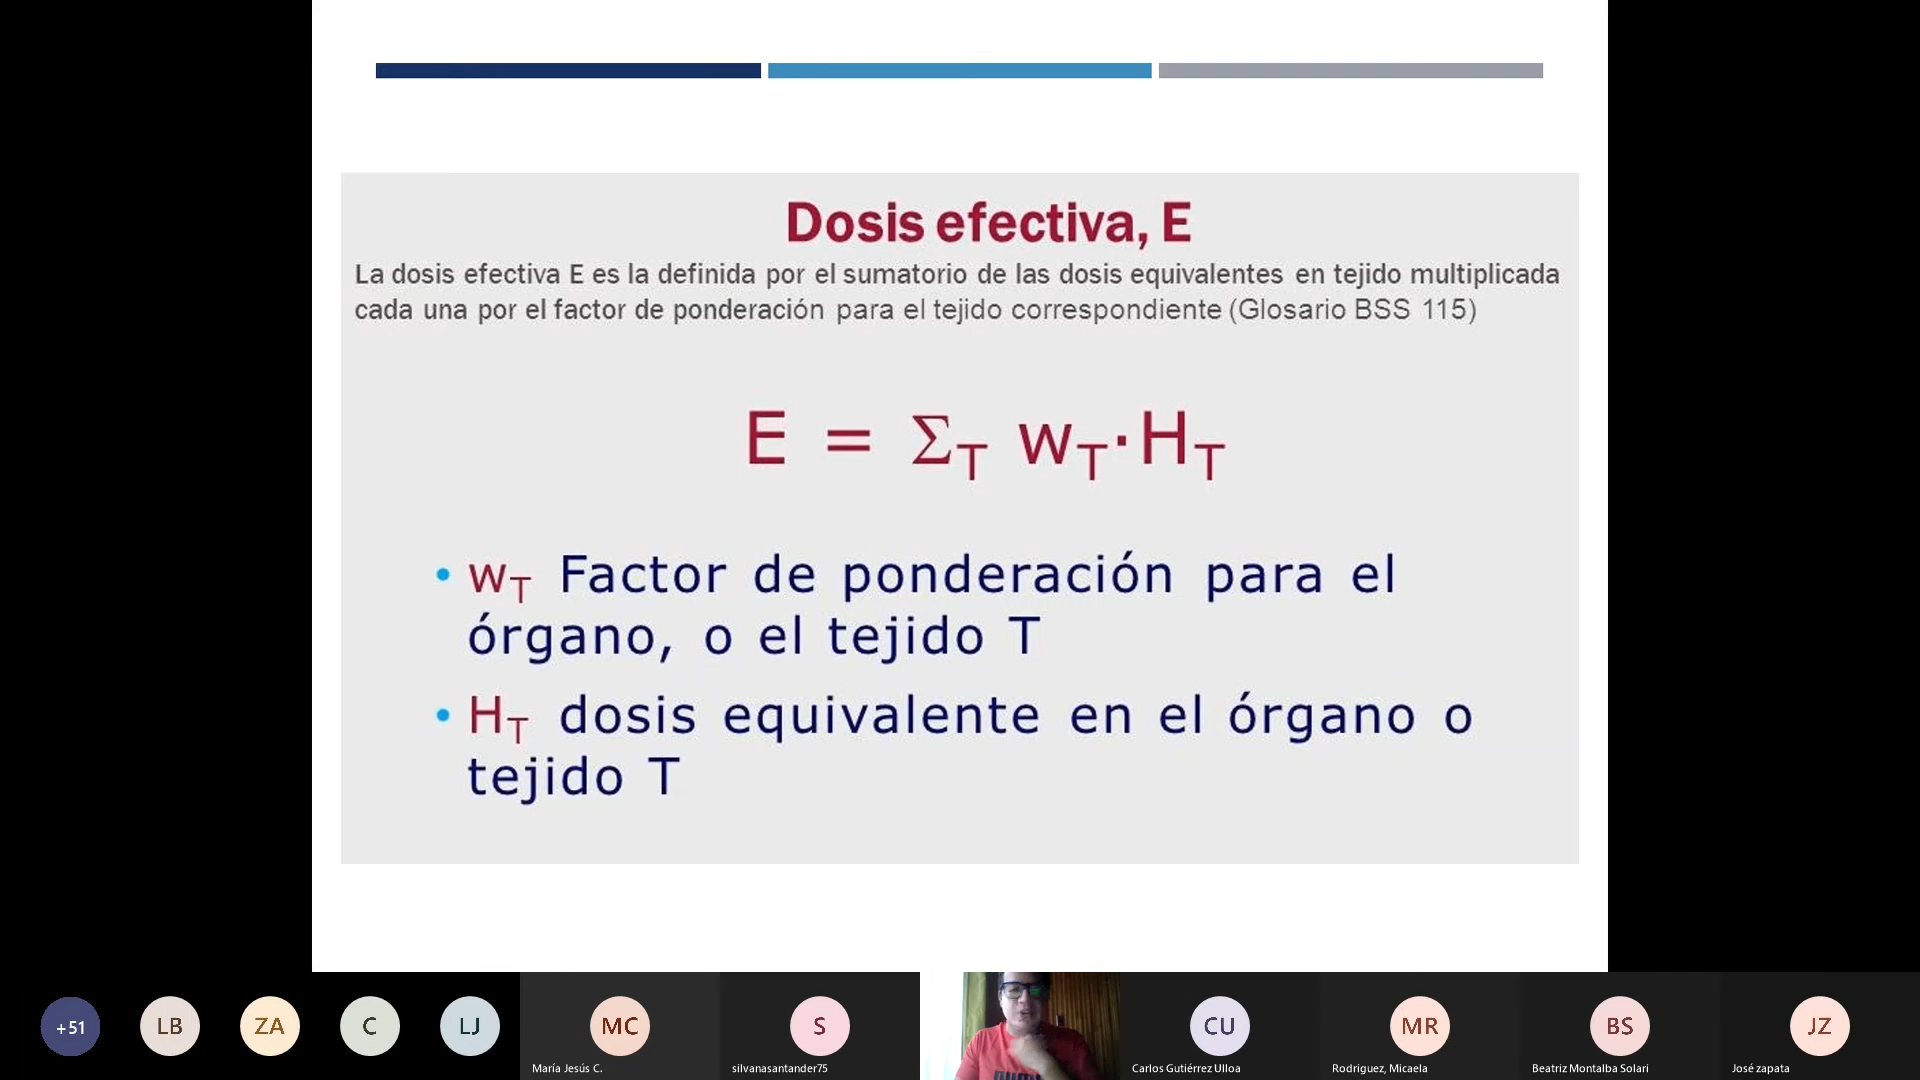 Dosis efectiva, E
La dosis efectiva E es la definida por el sumatorio de las dosis equivalentes en tejido multiplicada
cada una por el factor de ponderación para el tejido correspondiente (Glosario BSS 115)
E = Σ_T w_T·H_T
• w_T Factor de ponderación para el
órgano, o el tejido T
• H_T dosis equivalente en el órgano o
tejido T
+51
LB
ZA
C
LJ
MC
S
CU
MR
BS
JZ
María Jesús C.
silvanasantander75
Carlos Gutiérrez Ulloa
Rodriguez, Micaela
Beatriz Montalba Solari
José zapata